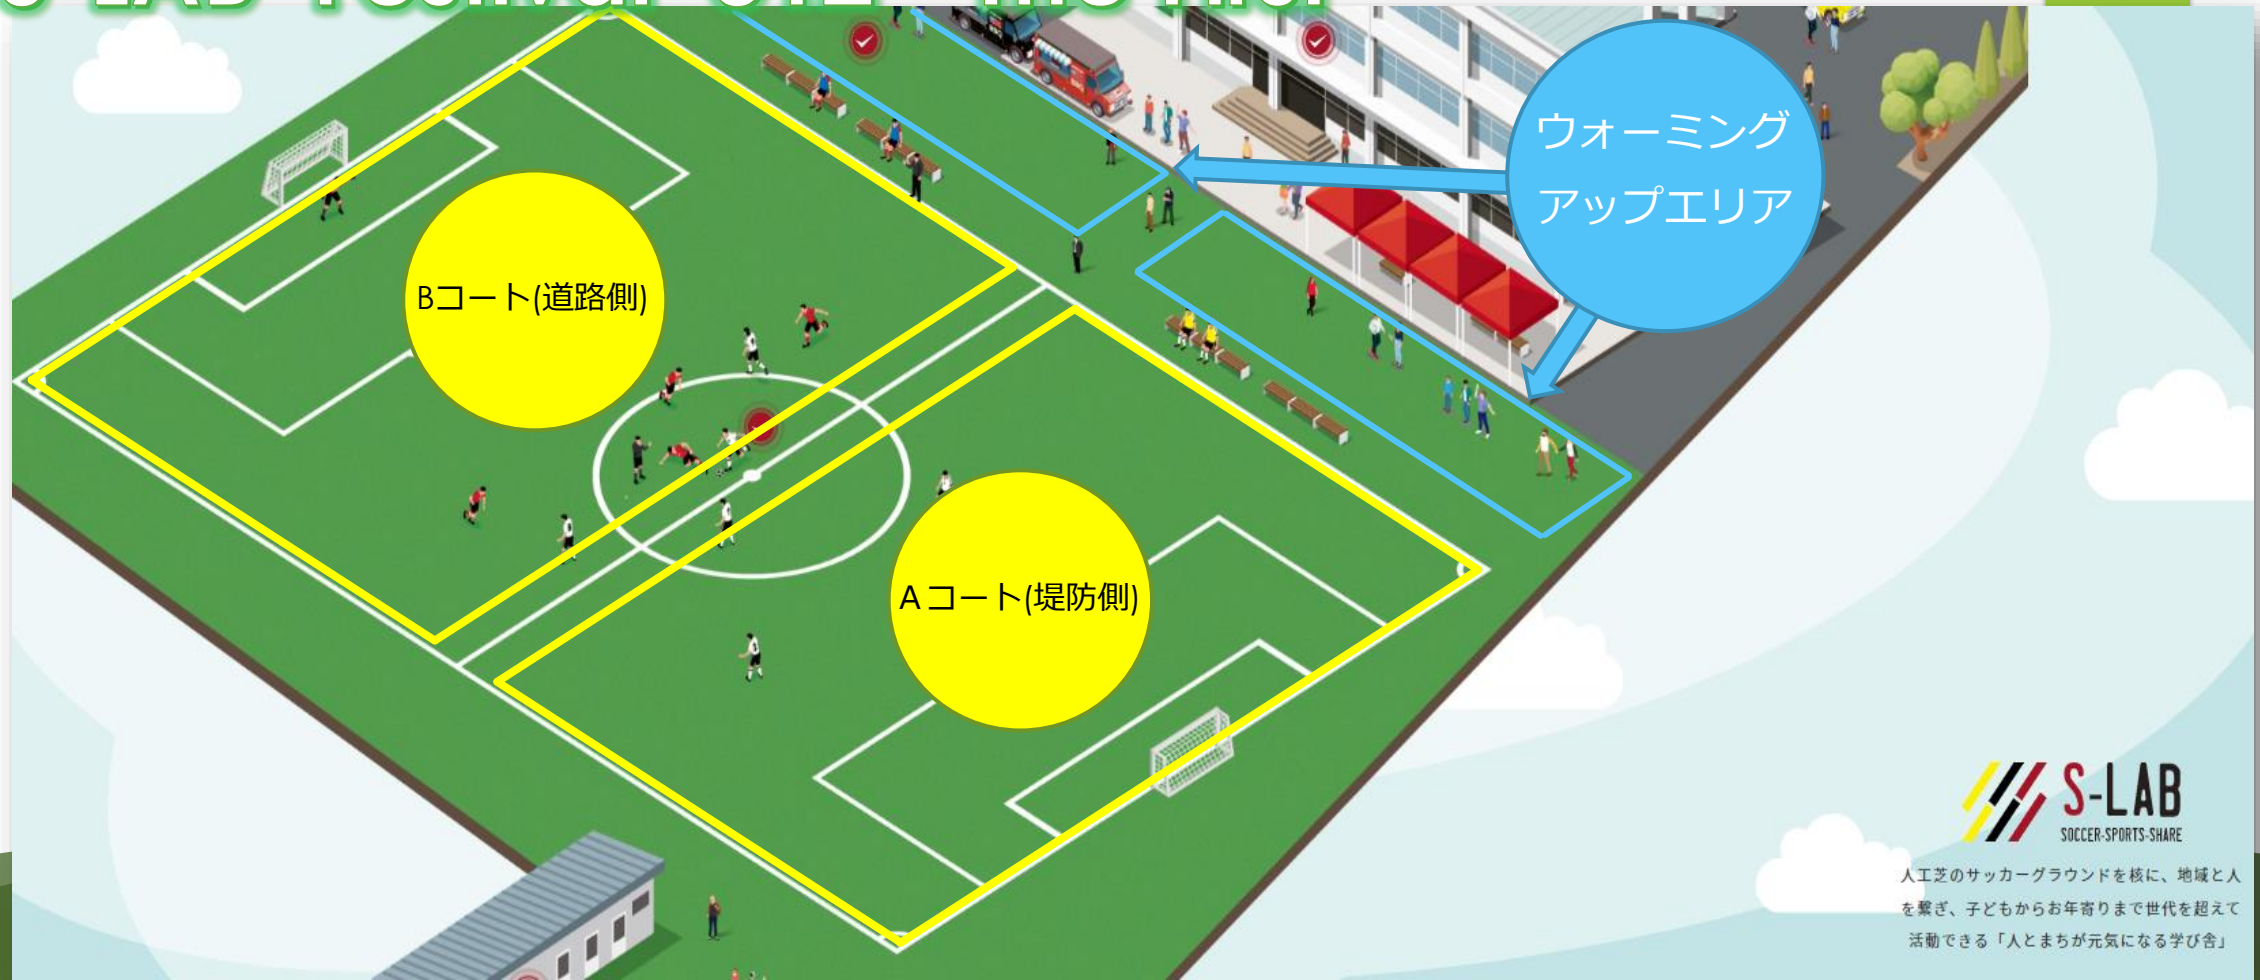 ウォーミング
アップエリア
Bコート(道路側)
Aコート(堤防側)
S-LAB
SOCCER-SPORTS-SHARE
人工芝のサッカーグラウンドを核に、地域と人
を繋ぎ、子どもからお年寄りまで世代を超えて
活動できる「人とまちが元気になる学び舎」